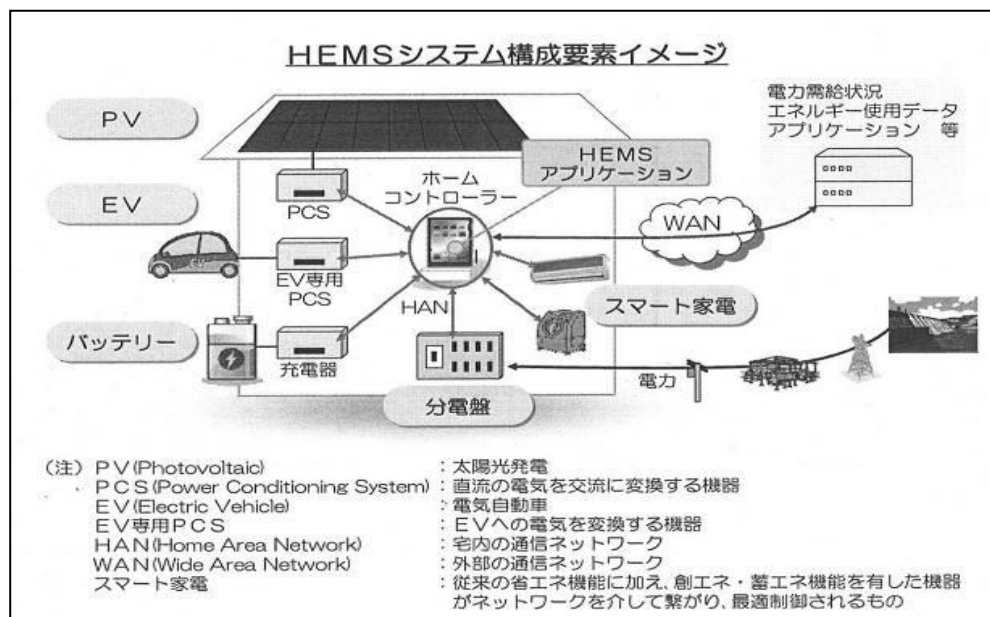 HEMSシステム構成要素イメージ
電力需給状況
エネルギー使用データ
アプリケーション 等
PV
HEMS
アプリケーション
ホーム
コントローラー
PCS
WAN
EV
EV
EV専用
PCS
HAN
スマート家電
バッテリー
充電器
電力
分電盤
(注) PV(Photovoltaic) :太陽光発電
PCS(Power Conditioning System) :直流の電気を交流に変換する機器
EV(Electric Vehicle) :電気自動車
EV専用PCS :EVへの電気を変換する機器
HAN(Home Area Network) :宅内の通信ネットワーク
WAN(Wide Area Network) :外部の通信ネットワーク
スマート家電 :従来の省エネ機能に加え、創エネ・蓄エネ機能を有した機器
がネットワークを介して繋がり、最適制御されるもの